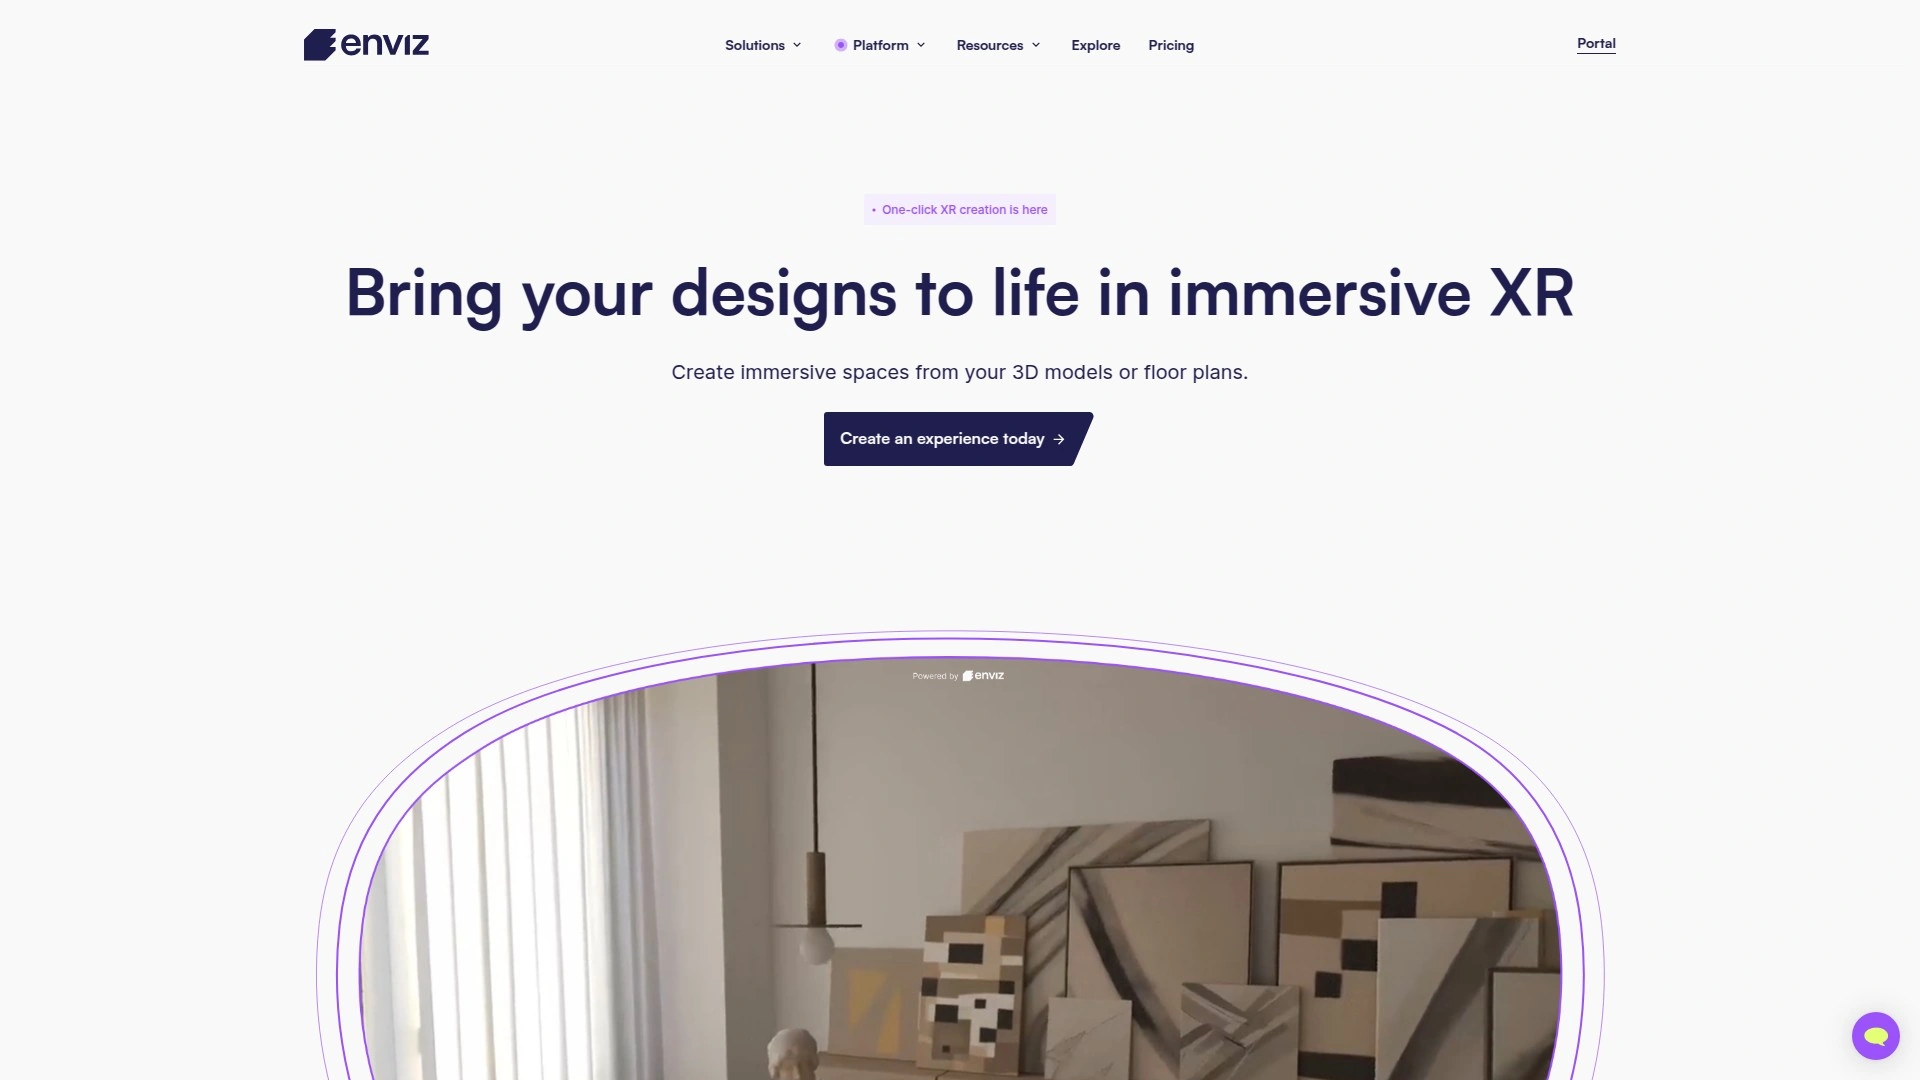 enviz
Solutions
Platform
Resources
Explore
Pricing
Portal
• One-click XR creation is here
Bring your designs to life in immersive XR
Create immersive spaces from your 3D models or floor plans.
Create an experience today →
Powered by enviz